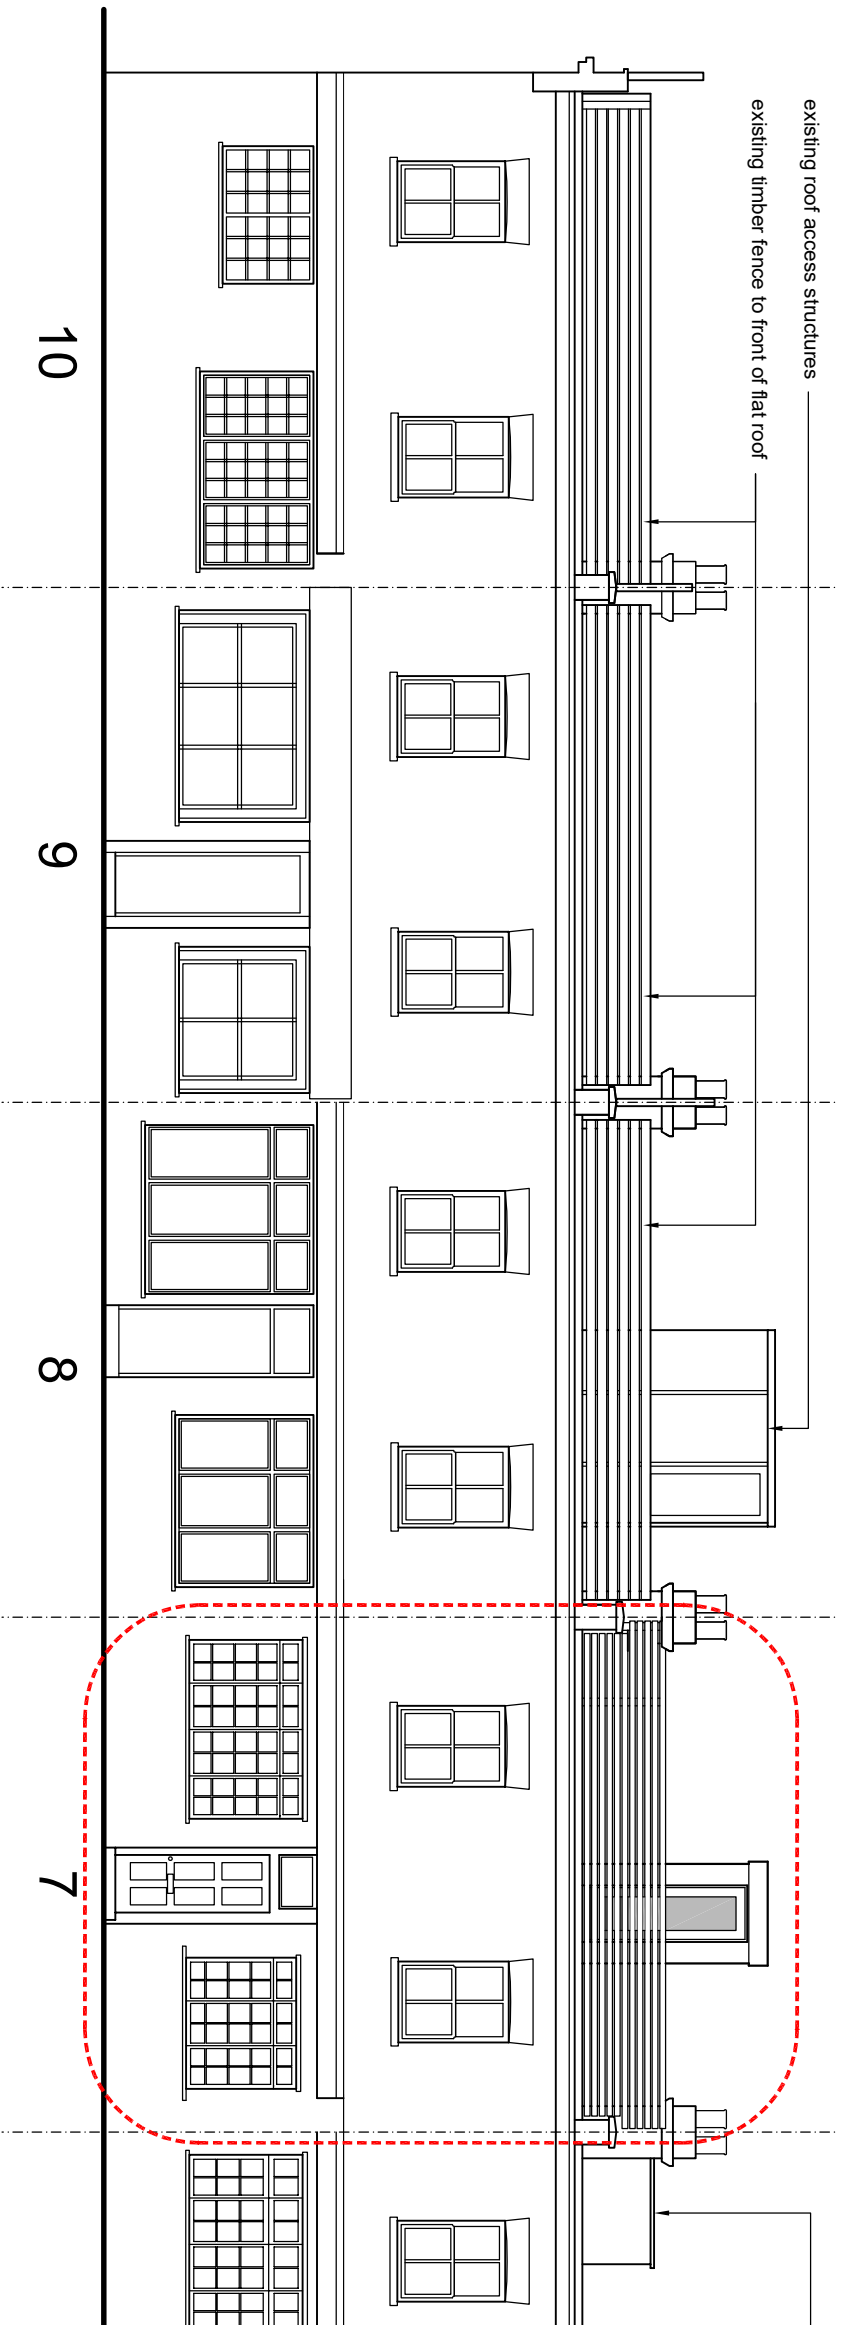 existing roof access structures
existing timber fence to front of flat roof
10
9
8
7